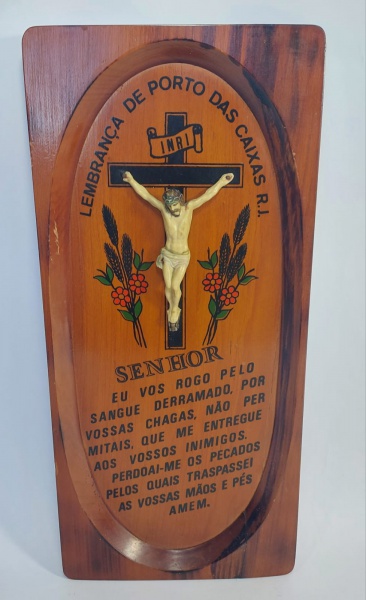 LEMBRANÇA DE PORTO DAS CAIXAS R.J.
INRI
SENHOR
EU VOS ROGO PELO
SANGUE DERRAMADO, POR
VOSSAS CHAGAS, NÃO PER
MITAIS, QUE ME ENTREGUE
AOS VOSSOS INIMIGOS.
PERDOAI-ME OS PECADOS
PELOS QUAIS TRASPASSEI
AS VOSSAS MÃOS E PÉS
AMEM.